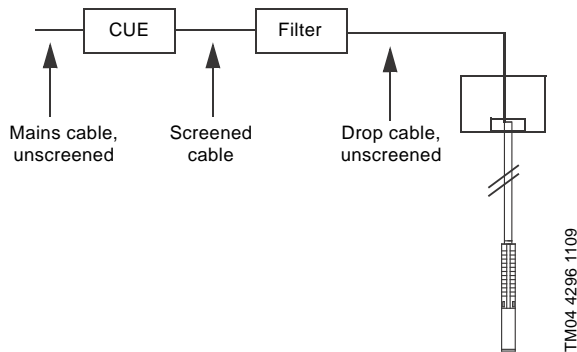 CUE
Filter
Mains cable,
unscreened
Screened
cable
Drop cable,
unscreened
TM04 4296 1109